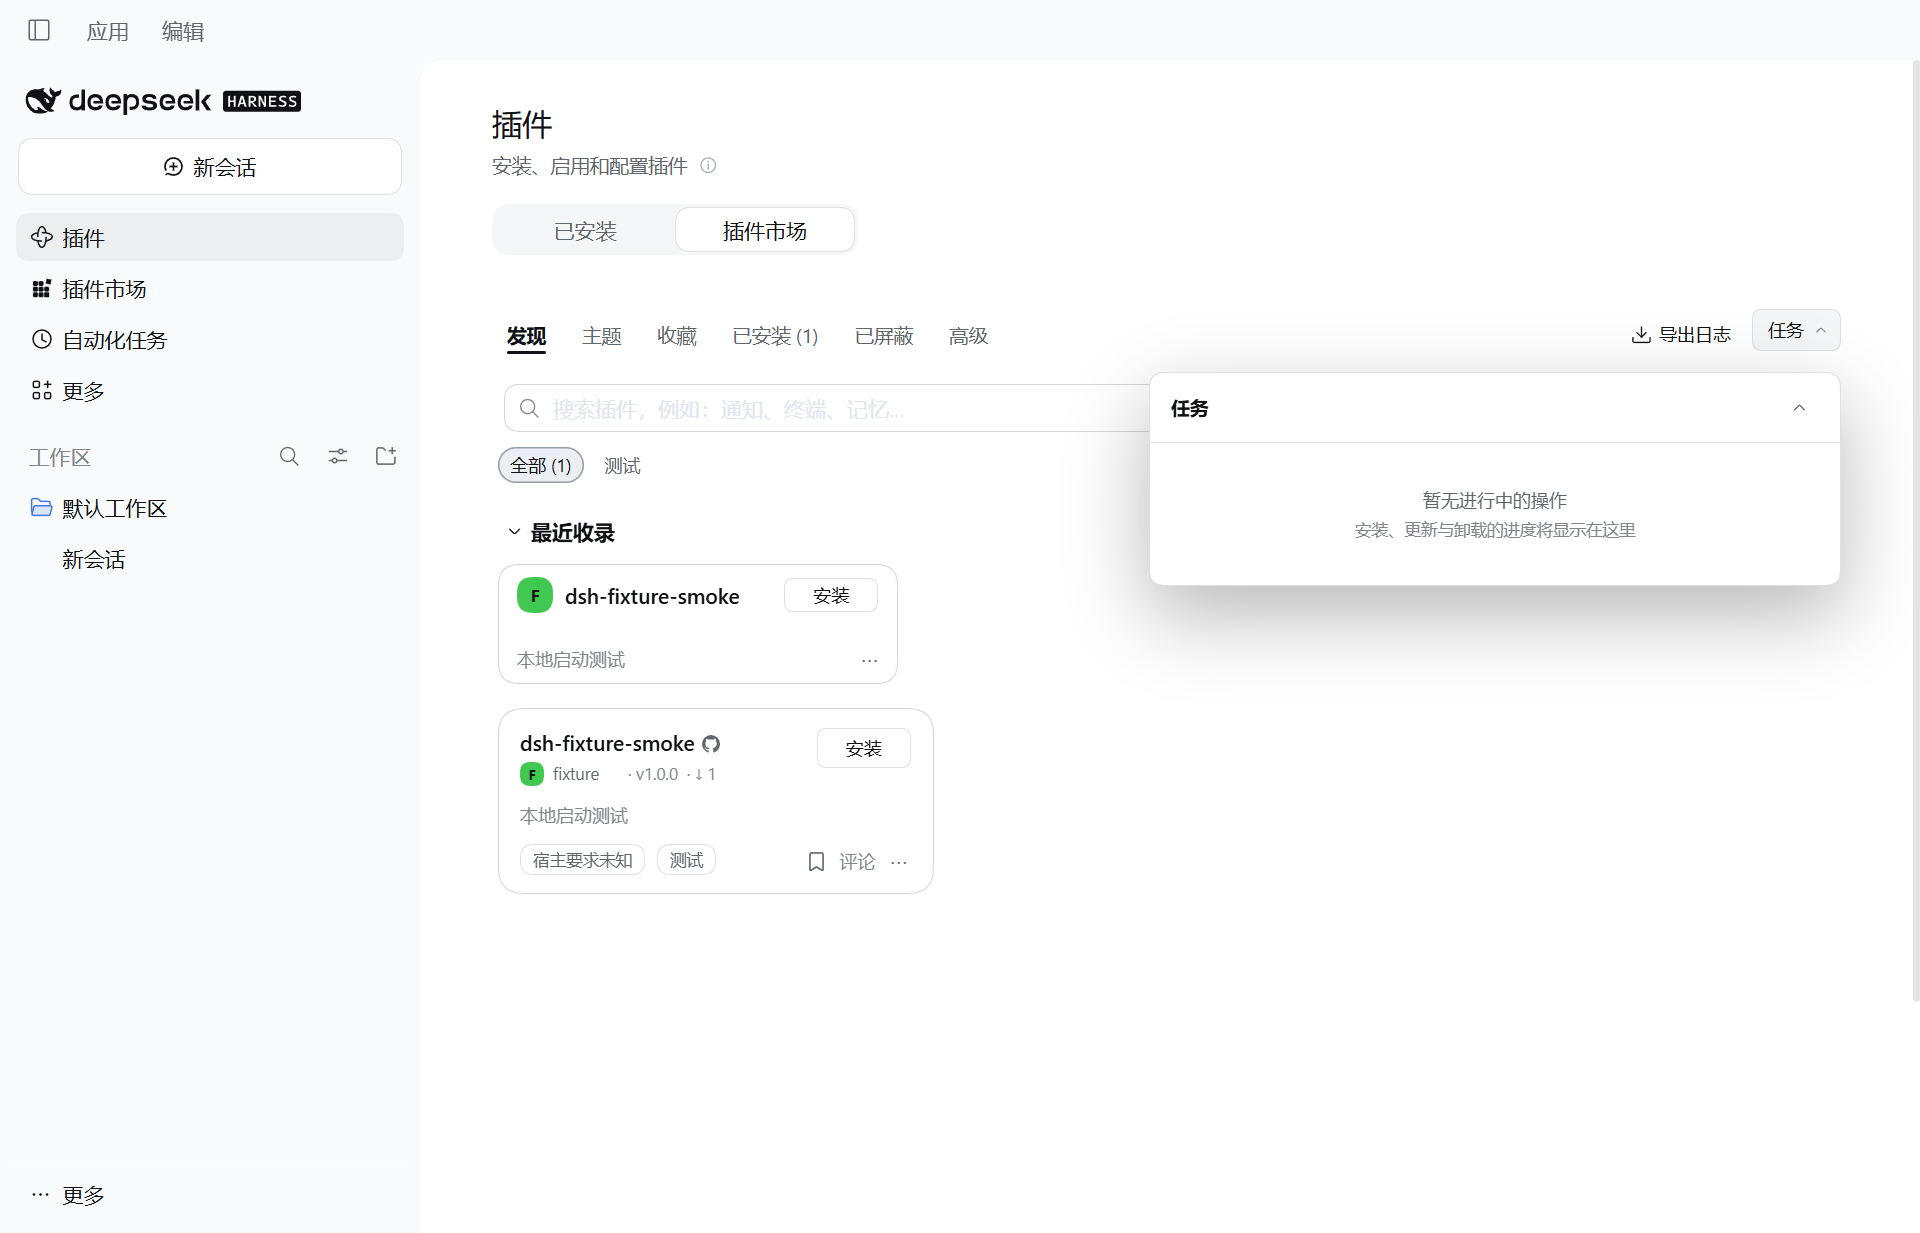 应用 编辑
deepseek HARNESS
新会话
插件
插件市场
自动化任务
更多
工作区
默认工作区
新会话
更多
插件
安装、启用和配置插件
已安装 插件市场
发现 主题 收藏 已安装 (1) 已屏蔽 高级
导出日志 任务
搜索插件，例如：通知、终端、记忆...
任务
暂无进行中的操作
安装、更新与卸载的进度将显示在这里
全部 (1) 测试
最近收录
F dsh-fixture-smoke 安装
本地启动测试 ...
dsh-fixture-smoke 安装
F fixture · v1.0.0 · ↓ 1
本地启动测试
宿主要求未知 测试 评论 ...